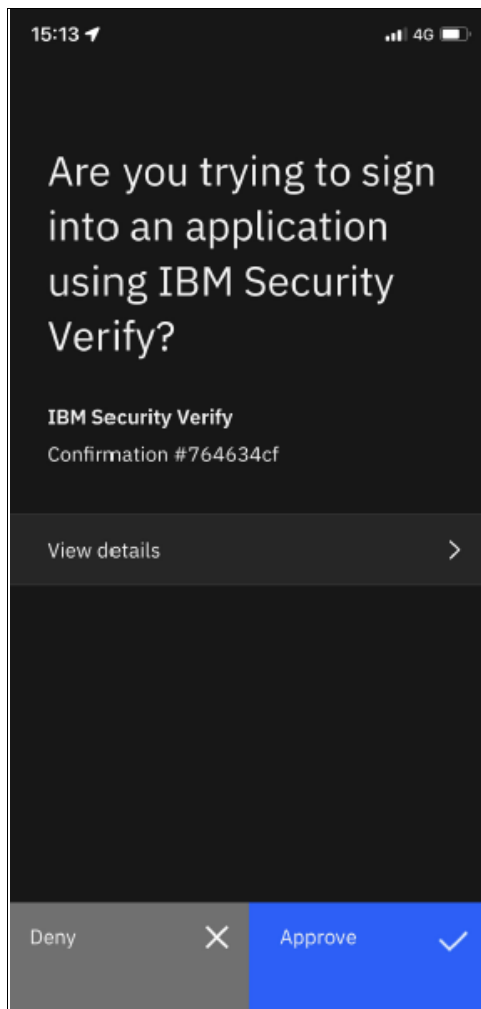 15:13 4G
Are you trying to sign
into an application
using IBM Security
Verify?
IBM Security Verify
Confirmation #764634cf
View details
Deny Approve